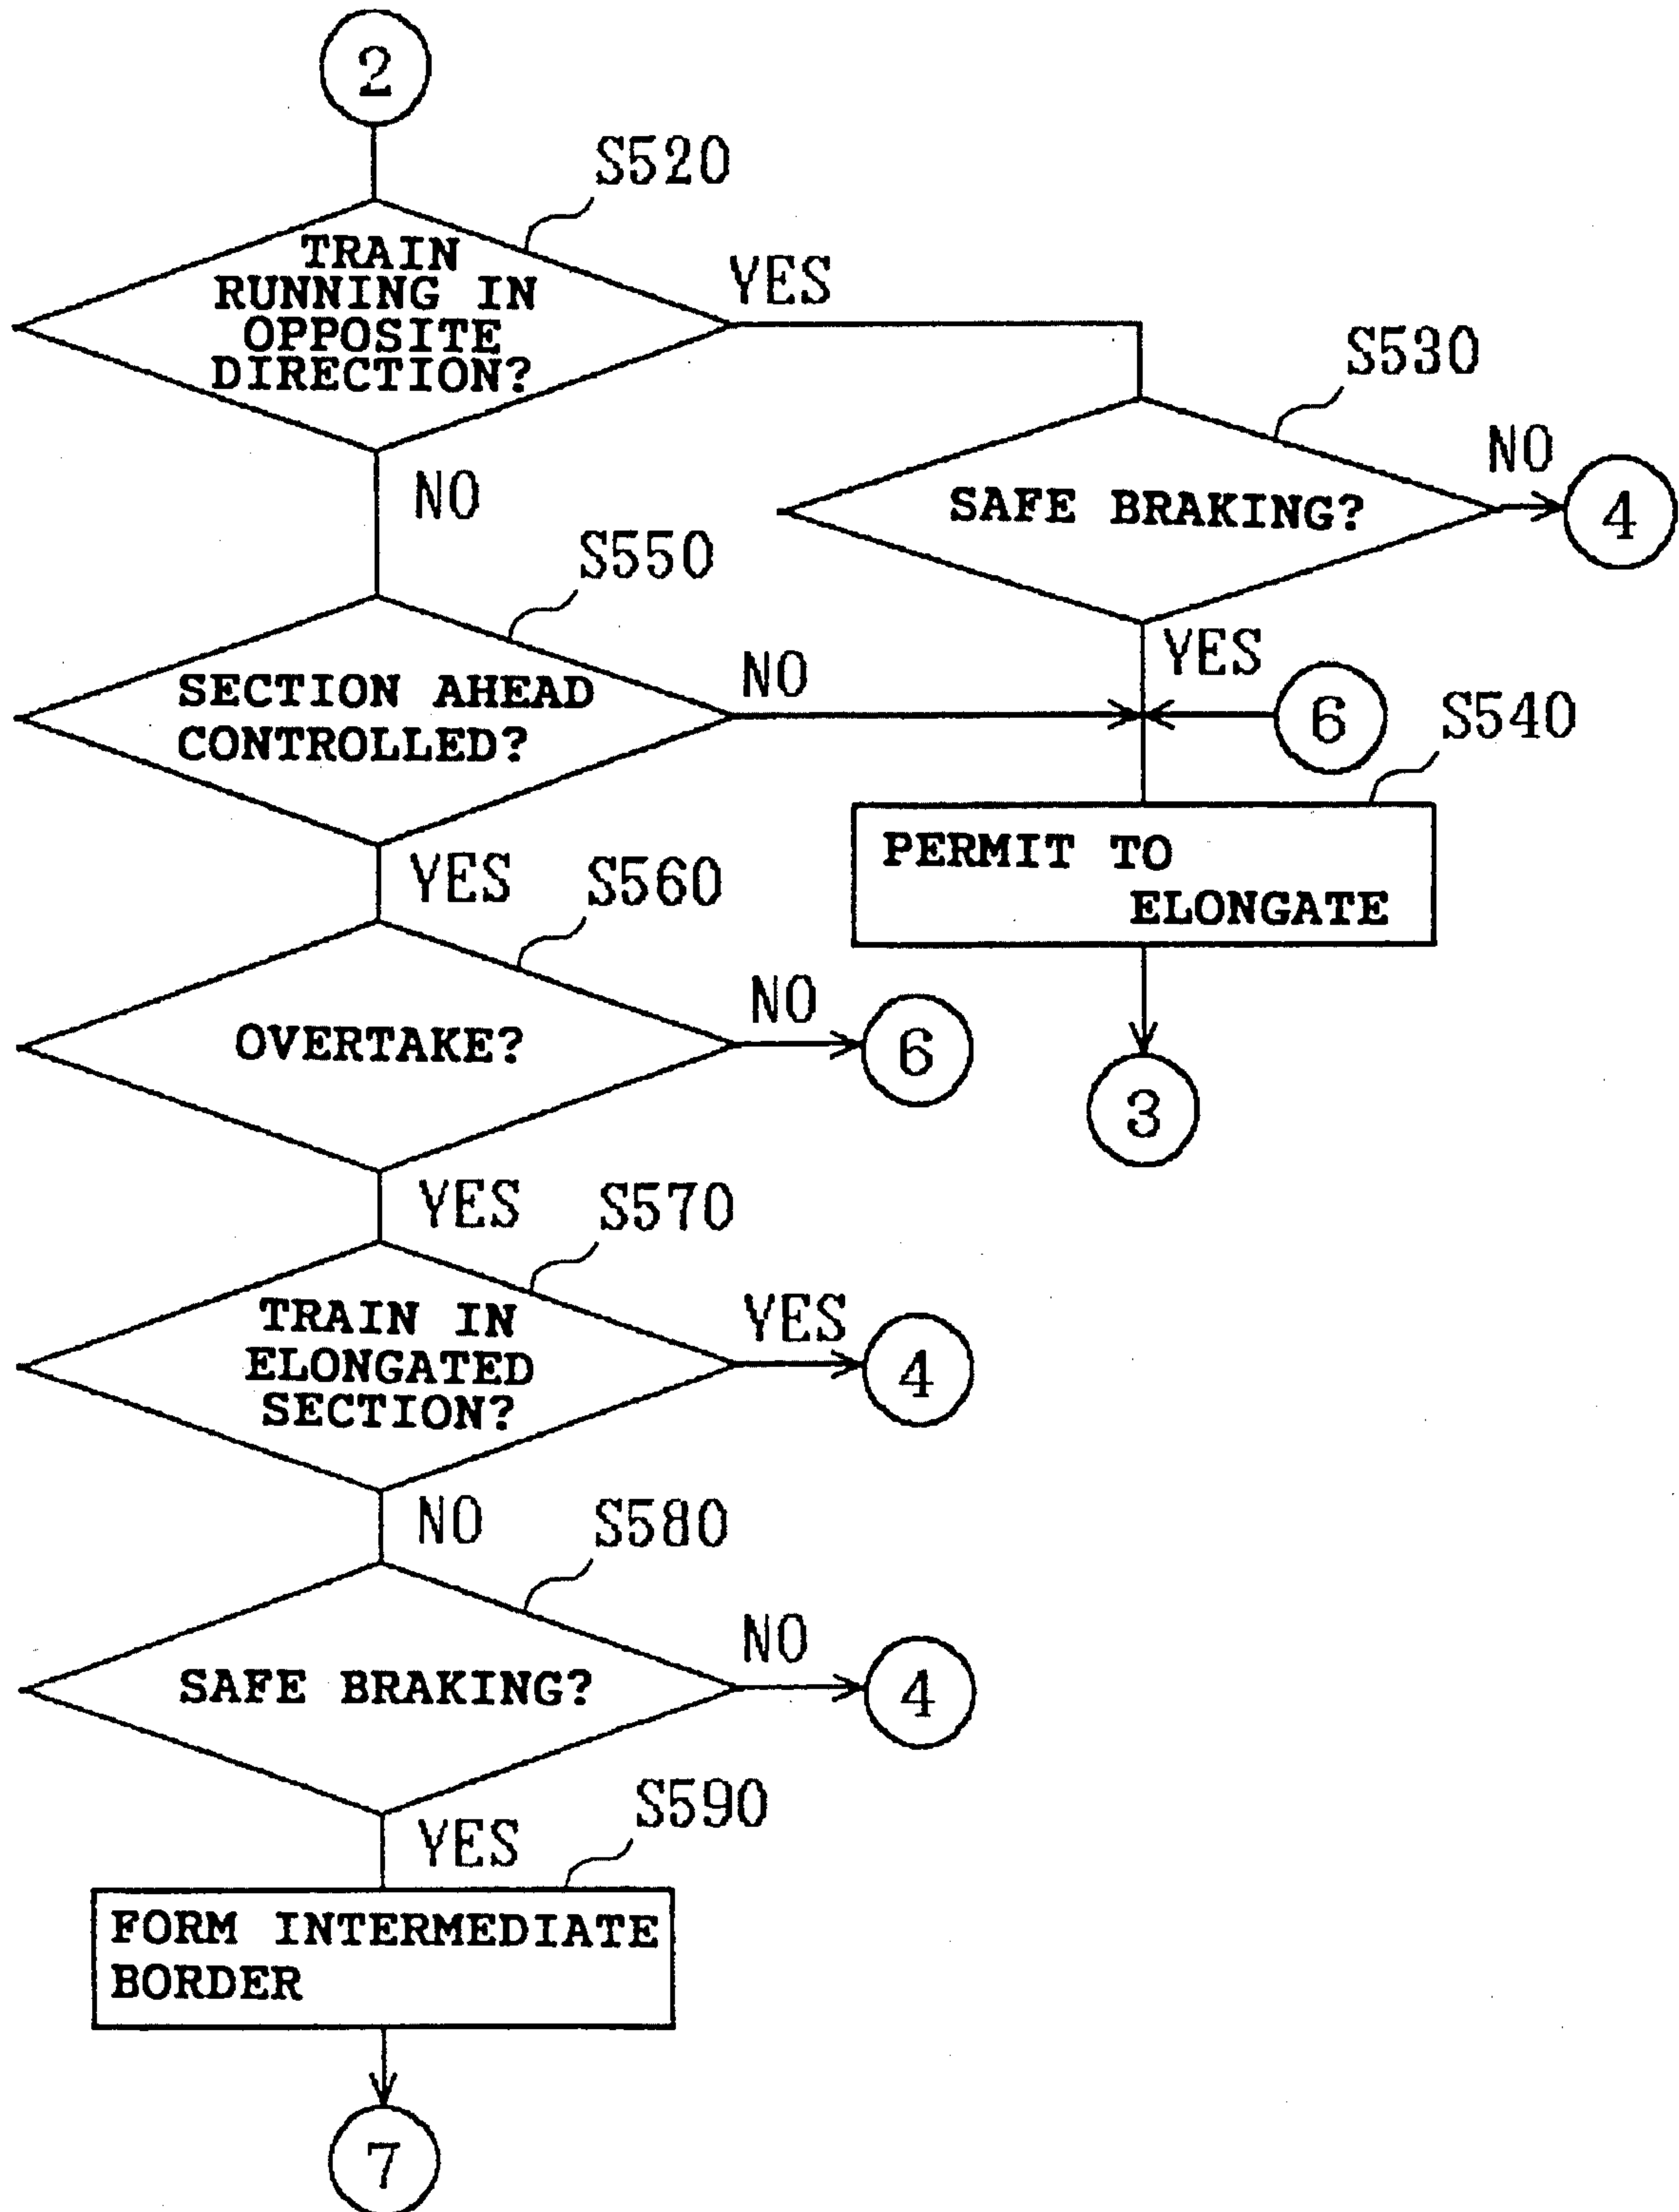 2
S520
TRAIN
RUNNING IN
OPPOSITE
DIRECTION?
YES
NO
S530
SAFE BRAKING?
NO
4
YES
S550
SECTION AHEAD
CONTROLLED?
NO
6
S540
PERMIT TO
ELONGATE
3
YES
S560
OVERTAKE?
NO
6
YES
S570
TRAIN IN
ELONGATED
SECTION?
YES
4
NO
S580
SAFE BRAKING?
NO
4
YES
S590
FORM INTERMEDIATE
BORDER
7